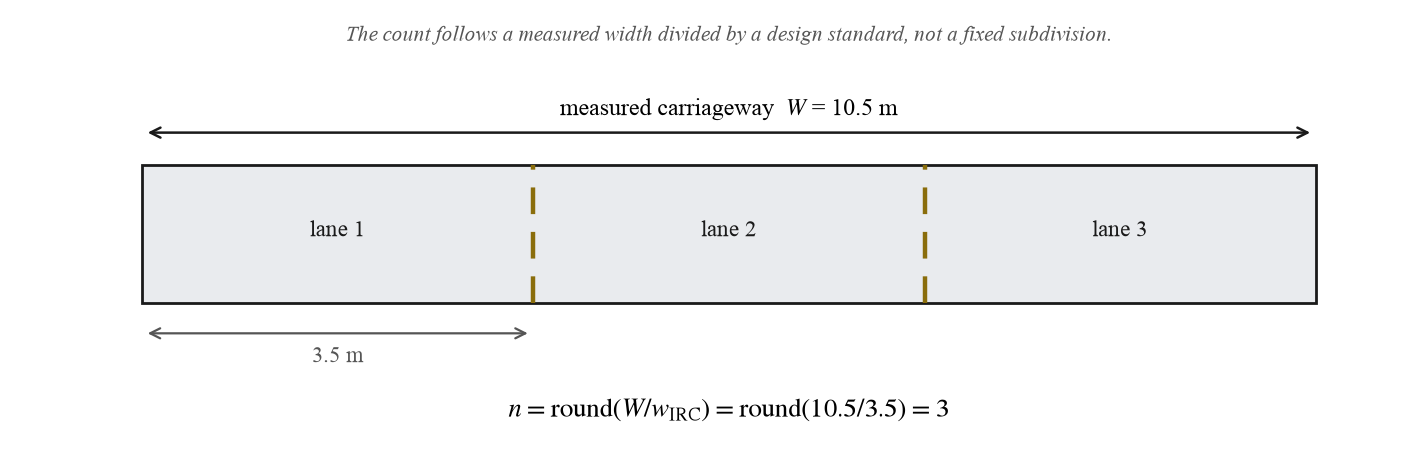 The count follows a measured width divided by a design standard, not a fixed subdivision.
measured carriageway W = 10.5 m
lane 1
lane 2
lane 3
3.5 m
n = round(W/w_IRC) = round(10.5/3.5) = 3